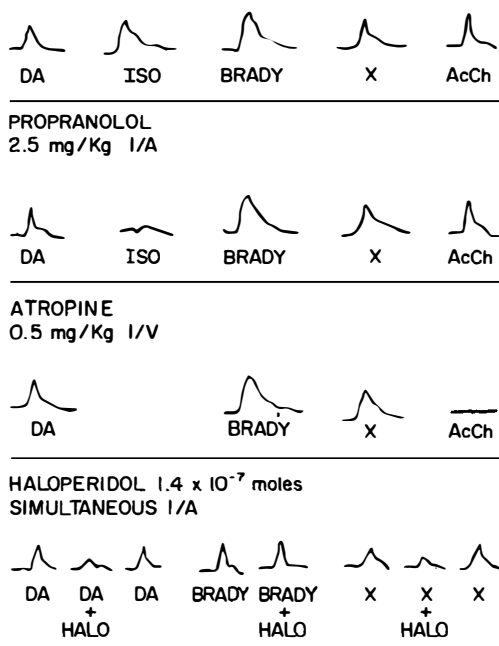 DA ISO BRADY X AcCh
PROPRANOLOL
2.5 mg/Kg I/A
DA ISO BRADY X AcCh
ATROPINE
0.5 mg/Kg I/V
DA BRADY X AcCh
HALOPERIDOL 1.4 x 10⁻⁷ moles
SIMULTANEOUS I/A
DA DA DA BRADY BRADY X X X
+ + +
HALO HALO HALO